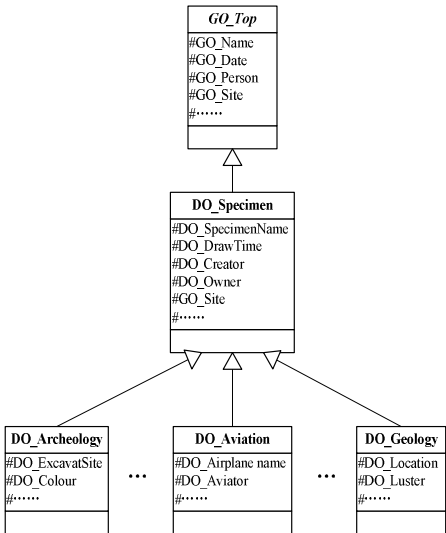 GO_Top
#GO_Name
#GO_Date
#GO_Person
#GO_Site
#······
DO_Specimen
#DO_SpecimenName
#DO_DrawTime
#DO_Creator
#DO_Owner
#GO_Site
#······
DO_Archeology
#DO_ExcavatSite
#DO_Colour
#······
...
DO_Aviation
#DO_Airplane name
#DO_Aviator
#······
...
DO_Geology
#DO_Location
#DO_Luster
#······